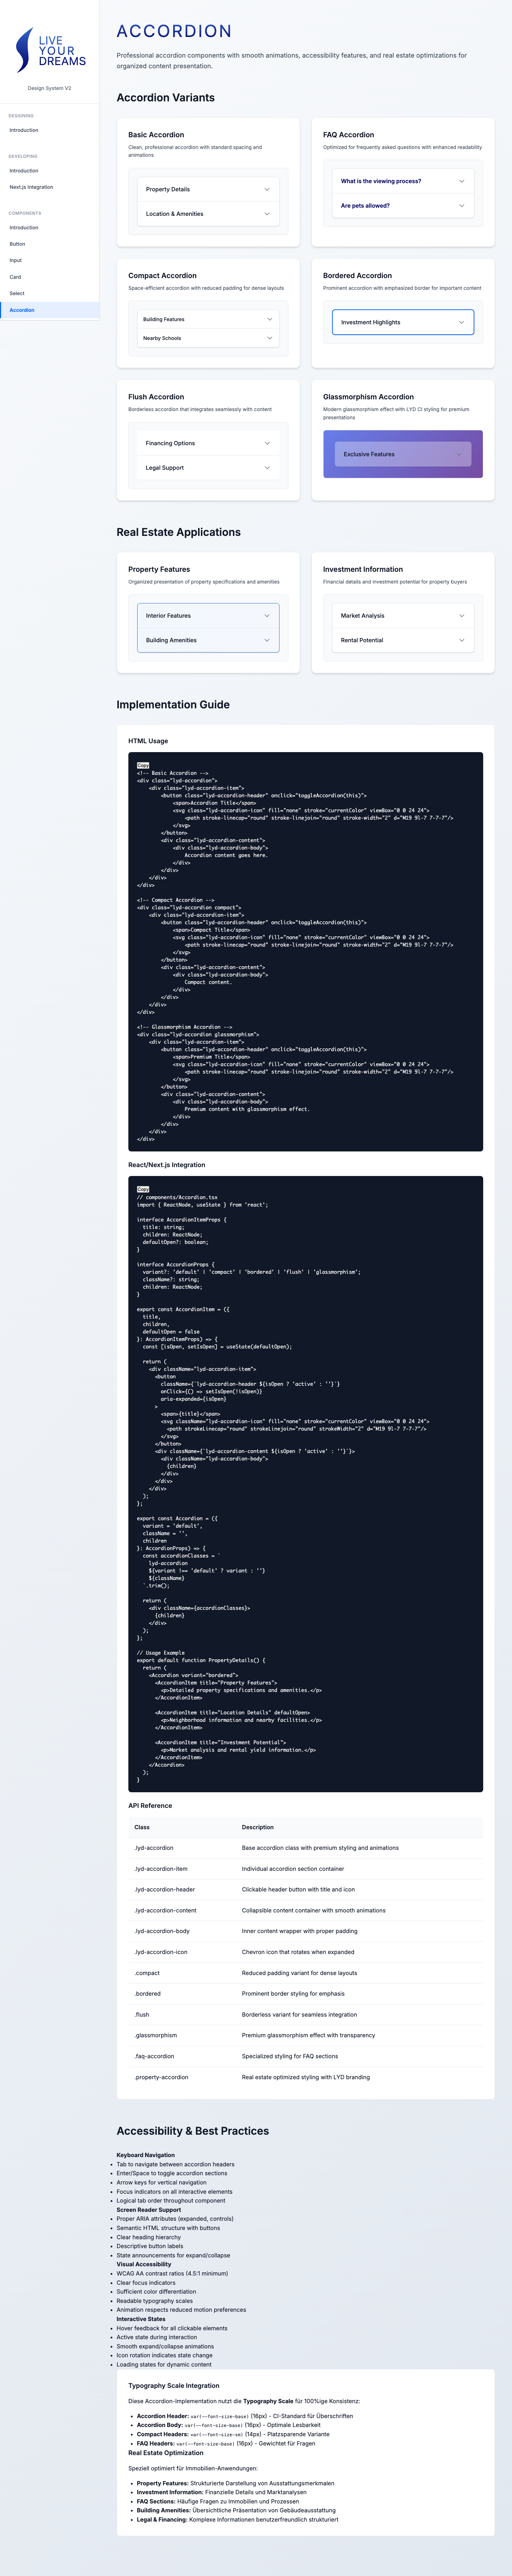 LIVE
YOUR
DREAMS
Design System V2
DESIGNING
Introduction
DEVELOPING
Introduction
Next.js Integration
COMPONENTS
Introduction
Button
Input
Card
Select
Accordion
ACCORDION
Professional accordion components with smooth animations, accessibility features, and real estate optimizations for
organized content presentation.
Accordion Variants
Basic Accordion
Clean, professional accordion with standard spacing and
animations
Property Details
Location & Amenities
FAQ Accordion
Optimized for frequently asked questions with enhanced readability
What is the viewing process?
Are pets allowed?
Compact Accordion
Space-efficient accordion with reduced padding for dense layouts
Building Features
Nearby Schools
Bordered Accordion
Prominent accordion with emphasized border for important content
Investment Highlights
Flush Accordion
Borderless accordion that integrates seamlessly with content
Financing Options
Legal Support
Glassmorphism Accordion
Modern glassmorphism effect with LYD CI styling for premium
presentations
Exclusive Features
Real Estate Applications
Property Features
Organized presentation of property specifications and amenities
Interior Features
Building Amenities
Investment Information
Financial details and investment potential for property buyers
Market Analysis
Rental Potential
Implementation Guide
HTML Usage
Copy
<!-- Basic Accordion -->
<div class="lyd-accordion">
    <div class="lyd-accordion-item">
        <button class="lyd-accordion-header" onclick="toggleAccordion(this)">
            <span>Accordion Title</span>
            <svg class="lyd-accordion-icon" fill="none" stroke="currentColor" viewBox="0 0 24 24">
                <path stroke-linecap="round" stroke-linejoin="round" stroke-width="2" d="M19 9l-7 7-7-7"/>
            </svg>
        </button>
        <div class="lyd-accordion-content">
            <div class="lyd-accordion-body">
                Accordion content goes here.
            </div>
        </div>
    </div>
</div>
<!-- Compact Accordion -->
<div class="lyd-accordion compact">
    <div class="lyd-accordion-item">
        <button class="lyd-accordion-header" onclick="toggleAccordion(this)">
            <span>Compact Title</span>
            <svg class="lyd-accordion-icon" fill="none" stroke="currentColor" viewBox="0 0 24 24">
                <path stroke-linecap="round" stroke-linejoin="round" stroke-width="2" d="M19 9l-7 7-7-7"/>
            </svg>
        </button>
        <div class="lyd-accordion-content">
            <div class="lyd-accordion-body">
                Compact content.
            </div>
        </div>
    </div>
</div>
<!-- Glassmorphism Accordion -->
<div class="lyd-accordion glassmorphism">
    <div class="lyd-accordion-item">
        <button class="lyd-accordion-header" onclick="toggleAccordion(this)">
            <span>Premium Title</span>
            <svg class="lyd-accordion-icon" fill="none" stroke="currentColor" viewBox="0 0 24 24">
                <path stroke-linecap="round" stroke-linejoin="round" stroke-width="2" d="M19 9l-7 7-7-7"/>
            </svg>
        </button>
        <div class="lyd-accordion-content">
            <div class="lyd-accordion-body">
                Premium content with glassmorphism effect.
            </div>
        </div>
    </div>
</div>
React/Next.js Integration
Copy
// components/Accordion.tsx
import { ReactNode, useState } from 'react';
interface AccordionItemProps {
  title: string;
  children: ReactNode;
  defaultOpen?: boolean;
}
interface AccordionProps {
  variant?: 'default' | 'compact' | 'bordered' | 'flush' | 'glassmorphism';
  className?: string;
  children: ReactNode;
}
export const AccordionItem = ({
  title,
  children,
  defaultOpen = false
}: AccordionItemProps) => {
  const [isOpen, setIsOpen] = useState(defaultOpen);
  return (
    <div className="lyd-accordion-item">
      <button
        className={`lyd-accordion-header ${isOpen ? 'active' : ''}`}
        onClick={() => setIsOpen(!isOpen)}
        aria-expanded={isOpen}
      >
        <span>{title}</span>
        <svg className="lyd-accordion-icon" fill="none" stroke="currentColor" viewBox="0 0 24 24">
          <path strokeLinecap="round" strokeLinejoin="round" strokeWidth="2" d="M19 9l-7 7-7-7"/>
        </svg>
      </button>
      <div className={`lyd-accordion-content ${isOpen ? 'active' : ''}`}>
        <div className="lyd-accordion-body">
          {children}
        </div>
      </div>
    </div>
  );
};
export const Accordion = ({
  variant = 'default',
  className = '',
  children
}: AccordionProps) => {
  const accordionClasses = `
    lyd-accordion
    ${variant !== 'default' ? variant : ''}
    ${className}
  `.trim();
  return (
    <div className={accordionClasses}>
      {children}
    </div>
  );
};
// Usage Example
export default function PropertyDetails() {
  return (
    <Accordion variant="bordered">
      <AccordionItem title="Property Features">
        <p>Detailed property specifications and amenities.</p>
      </AccordionItem>
      <AccordionItem title="Location Details" defaultOpen>
        <p>Neighborhood information and nearby facilities.</p>
      </AccordionItem>
      <AccordionItem title="Investment Potential">
        <p>Market analysis and rental yield information.</p>
      </AccordionItem>
    </Accordion>
  );
}
API Reference
Class Description
.lyd-accordion Base accordion class with premium styling and animations
.lyd-accordion-item Individual accordion section container
.lyd-accordion-header Clickable header button with title and icon
.lyd-accordion-content Collapsible content container with smooth animations
.lyd-accordion-body Inner content wrapper with proper padding
.lyd-accordion-icon Chevron icon that rotates when expanded
.compact Reduced padding variant for dense layouts
.bordered Prominent border styling for emphasis
.flush Borderless variant for seamless integration
.glassmorphism Premium glassmorphism effect with transparency
.faq-accordion Specialized styling for FAQ sections
.property-accordion Real estate optimized styling with LYD branding
Accessibility & Best Practices
Keyboard Navigation
• Tab to navigate between accordion headers
• Enter/Space to toggle accordion sections
• Arrow keys for vertical navigation
• Focus indicators on all interactive elements
• Logical tab order throughout component
Screen Reader Support
• Proper ARIA attributes (expanded, controls)
• Semantic HTML structure with buttons
• Clear heading hierarchy
• Descriptive button labels
• State announcements for expand/collapse
Visual Accessibility
• WCAG AA contrast ratios (4.5:1 minimum)
• Clear focus indicators
• Sufficient color differentiation
• Readable typography scales
• Animation respects reduced motion preferences
Interactive States
• Hover feedback for all clickable elements
• Active state during interaction
• Smooth expand/collapse animations
• Icon rotation indicates state change
• Loading states for dynamic content
Typography Scale Integration
Diese Accordion-Implementation nutzt die Typography Scale für 100%ige Konsistenz:
• Accordion Header: var(--font-size-base) (16px) - CI-Standard für Überschriften
• Accordion Body: var(--font-size-base) (16px) - Optimale Lesbarkeit
• Compact Headers: var(--font-size-sm) (14px) - Platzsparende Variante
• FAQ Headers: var(--font-size-base) (16px) - Gewichtet für Fragen
Real Estate Optimization
Speziell optimiert für Immobilien-Anwendungen:
• Property Features: Strukturierte Darstellung von Ausstattungsmerkmalen
• Investment Information: Finanzielle Details und Marktanalysen
• FAQ Sections: Häufige Fragen zu Immobilien und Prozessen
• Building Amenities: Übersichtliche Präsentation von Gebäudeausstattung
• Legal & Financing: Komplexe Informationen benutzerfreundlich strukturiert